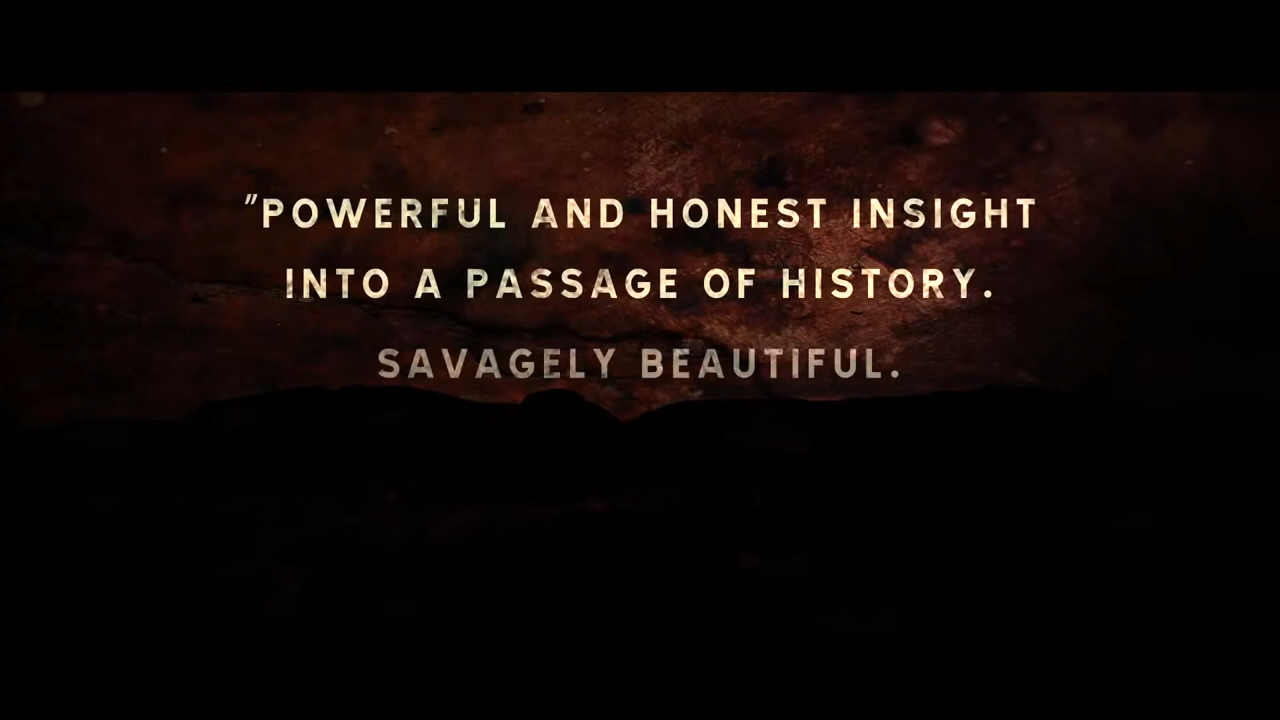 "POWERFUL AND HONEST INSIGHT
INTO A PASSAGE OF HISTORY.
SAVAGELY BEAUTIFUL.